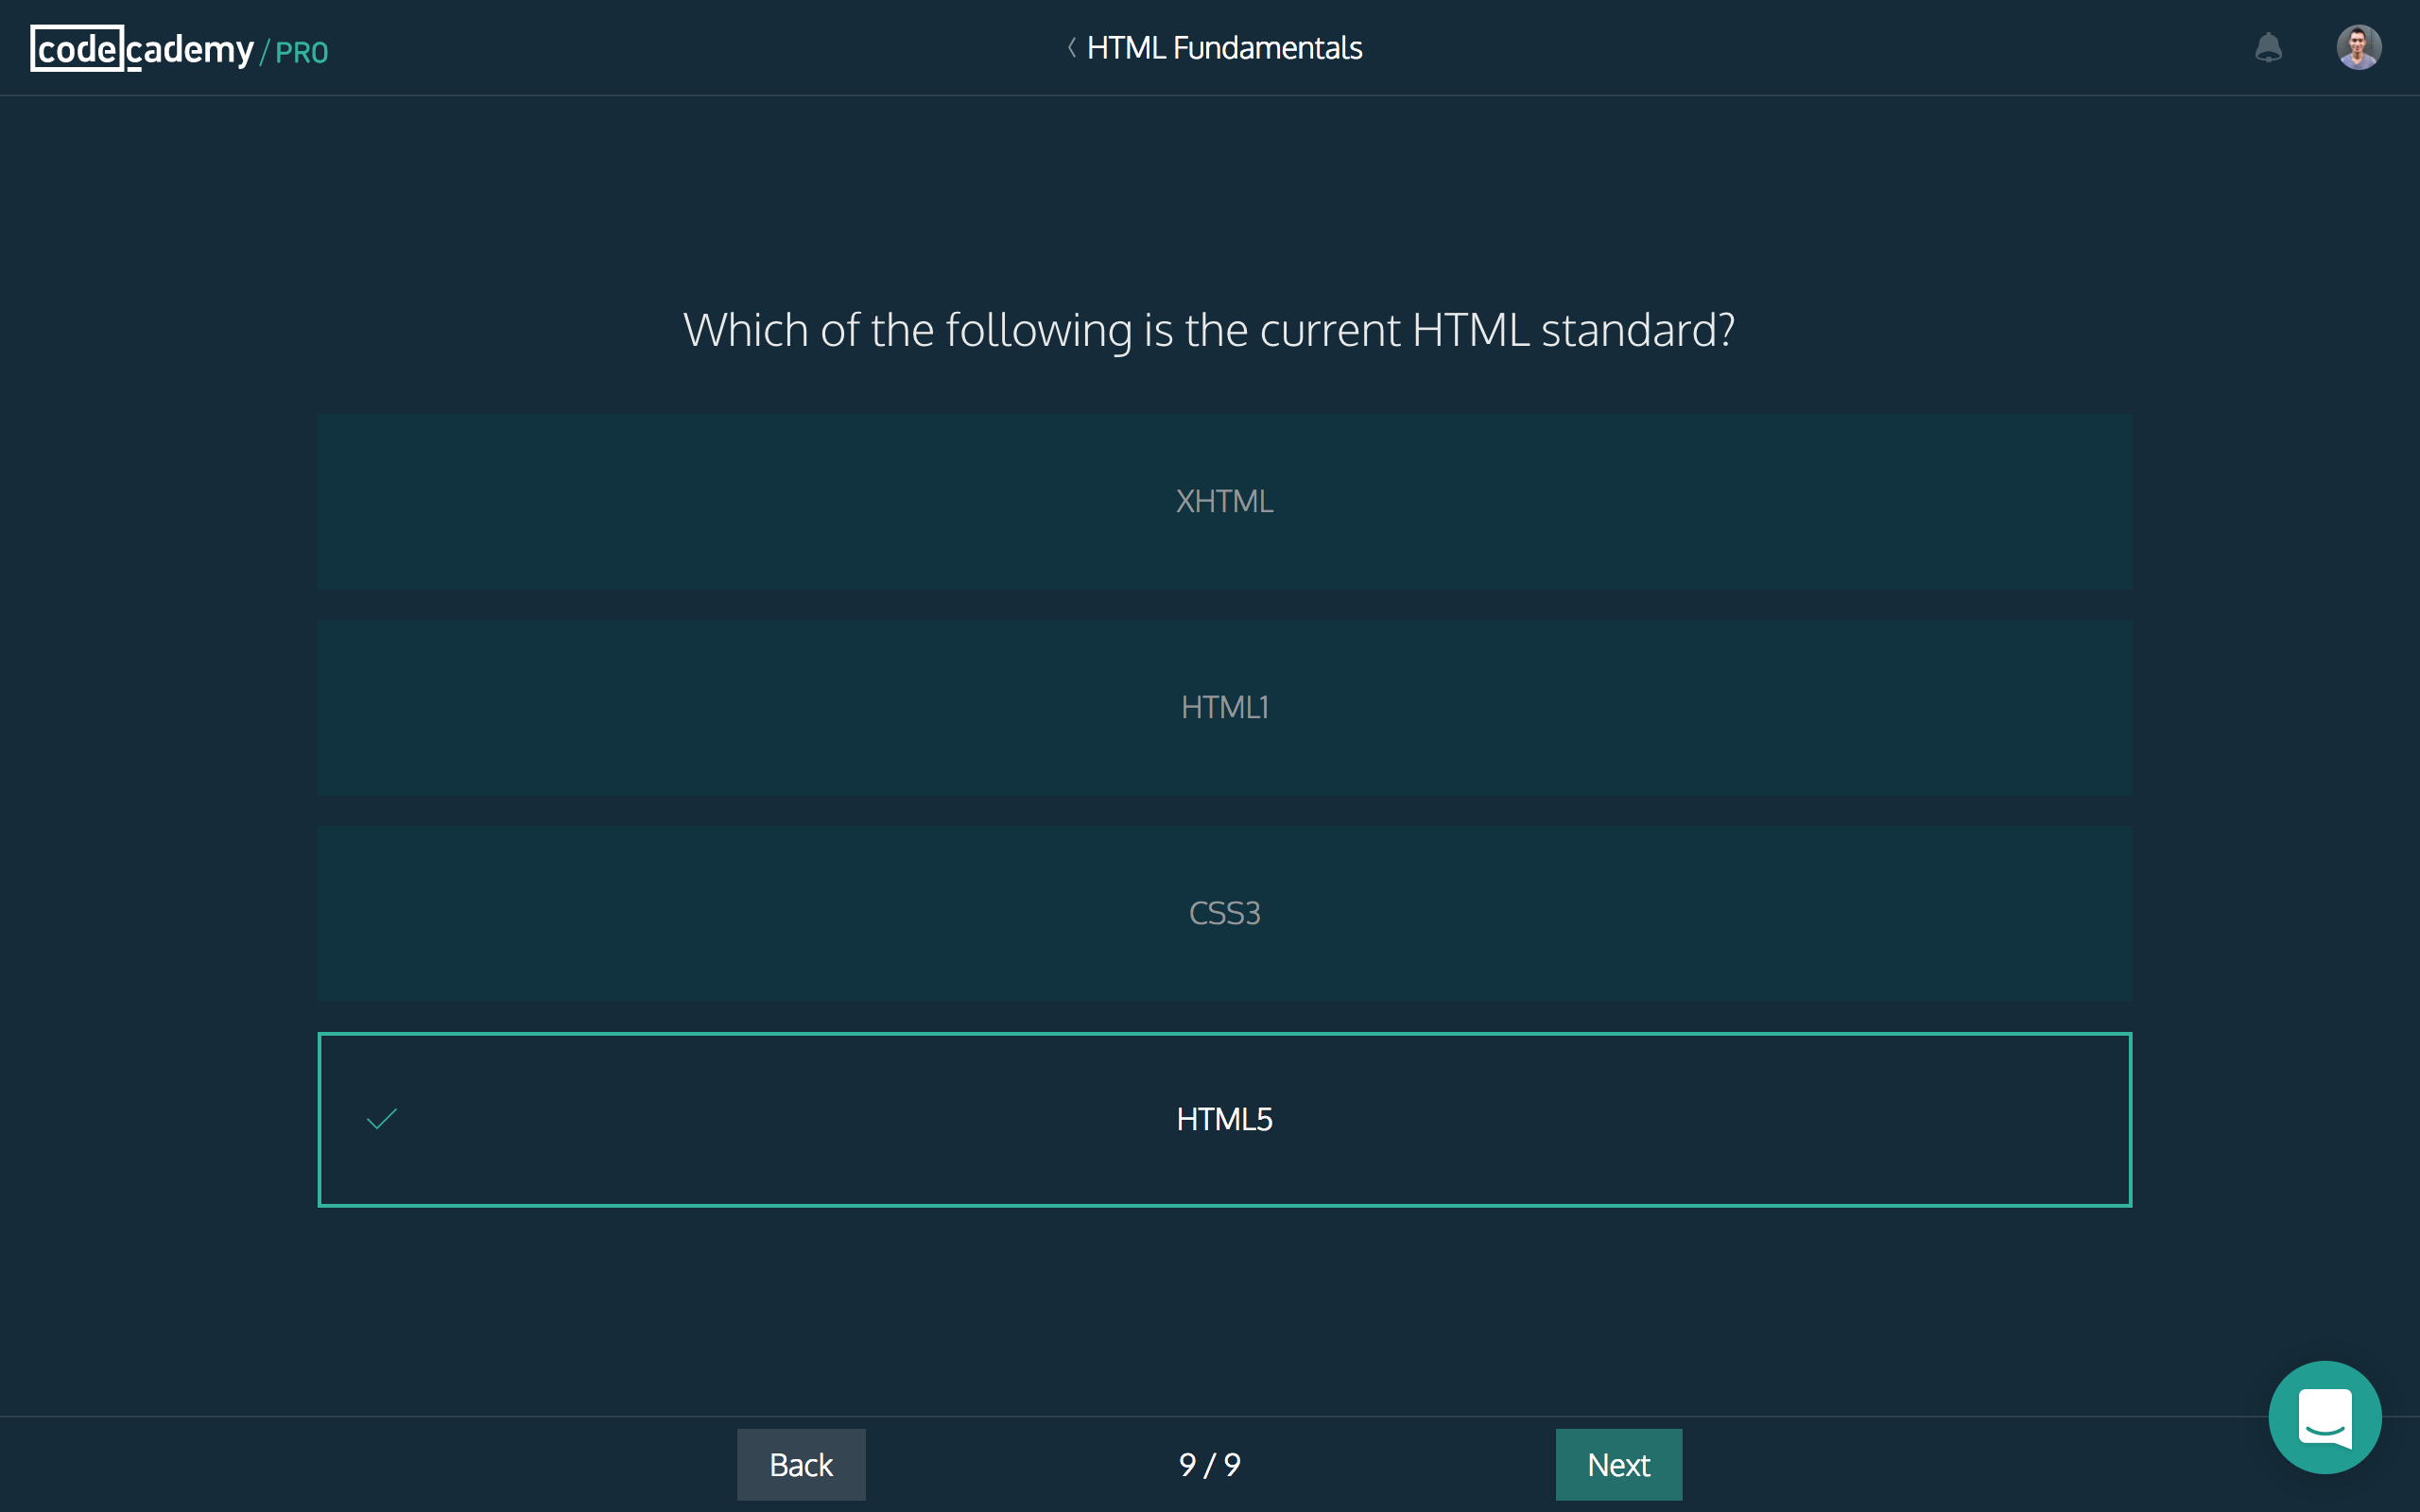 codecademy/PRO
HTML Fundamentals
Which of the following is the current HTML standard?
XHTML
HTML1
CSS3
HTML5
Back
9 / 9
Next